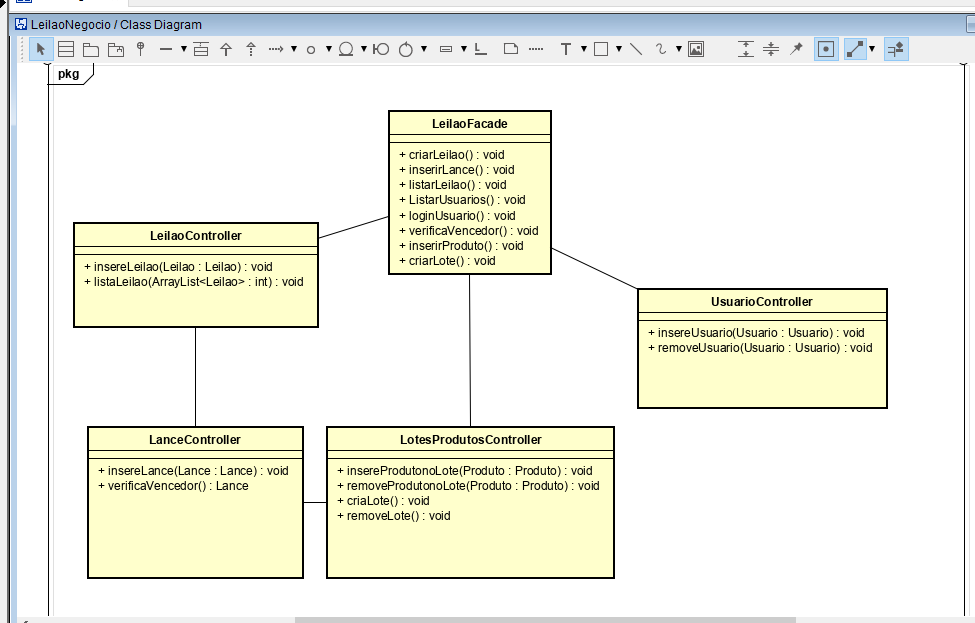 LeilaoNegocio / Class Diagram
pkg
LeilaoFacade
+ criarLeilao() : void
+ inserirLance() : void
+ listarLeilao() : void
+ ListarUsuarios() : void
+ loginUsuario() : void
+ verificaVencedor() : void
+ inserirProduto() : void
+ criarLote() : void
LeilaoController
+ insereLeilao(Leilao : Leilao) : void
+ listaLeilao(ArrayList<Leilao> : int) : void
UsuarioController
+ insereUsuario(Usuario : Usuario) : void
+ removeUsuario(Usuario : Usuario) : void
LanceController
+ insereLance(Lance : Lance) : void
+ verificaVencedor() : Lance
LotesProdutosController
+ insereProdutonoLote(Produto : Produto) : void
+ removeProdutonoLote(Produto : Produto) : void
+ criaLote() : void
+ removeLote() : void